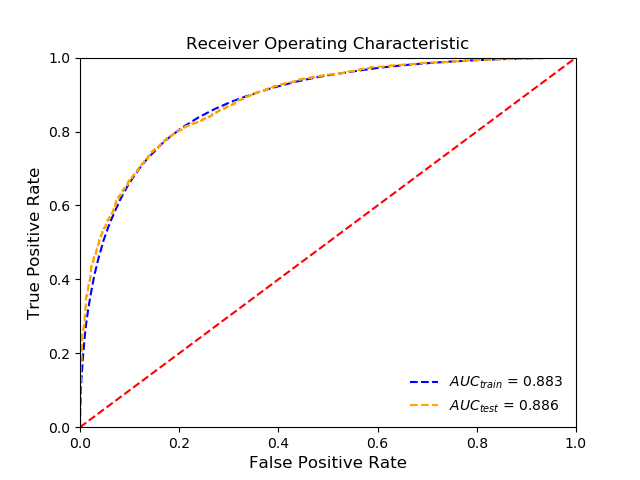 Receiver Operating Characteristic
True Positive Rate
1.0
0.8
0.6
0.4
0.2
0.0
AUC_train = 0.883
AUC_test = 0.886
0.0 0.2 0.4 0.6 0.8 1.0
False Positive Rate